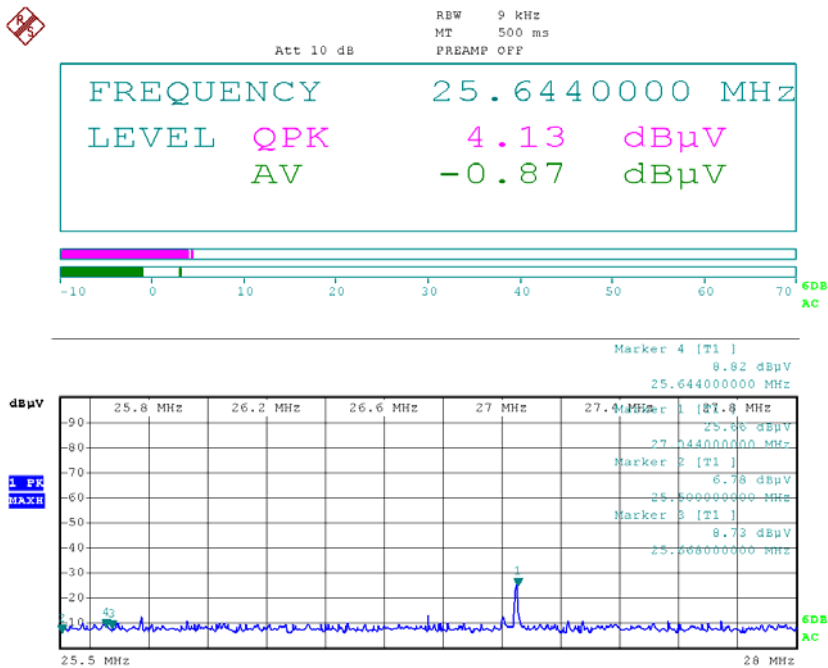 R S
RBW 9 kHz
MT 500 ms
Att 10 dB PREAMP OFF
FREQUENCY 25.6440000 MHz
LEVEL QPK 4.13 dBµV
AV -0.87 dBµV
-10 0 10 20 30 40 50 60 70
6DB
AC
Marker 4 [T1 ]
8.82 dBµV
25.644000000 MHz
dBµV
25.8 MHz 26.2 MHz 26.6 MHz 27 MHz 27.4 MHz 27.8 MHz
Marker 1 [T1 ]
25.66 dBµV
27.044000000 MHz
Marker 2 [T1 ]
6.78 dBµV
25.500000000 MHz
Marker 3 [T1 ]
8.73 dBµV
25.668000000 MHz
90
80
70
1 PK
MAXH
60
50
40
30
1
20
2
43
10
6DB
AC
25.5 MHz 28 MHz